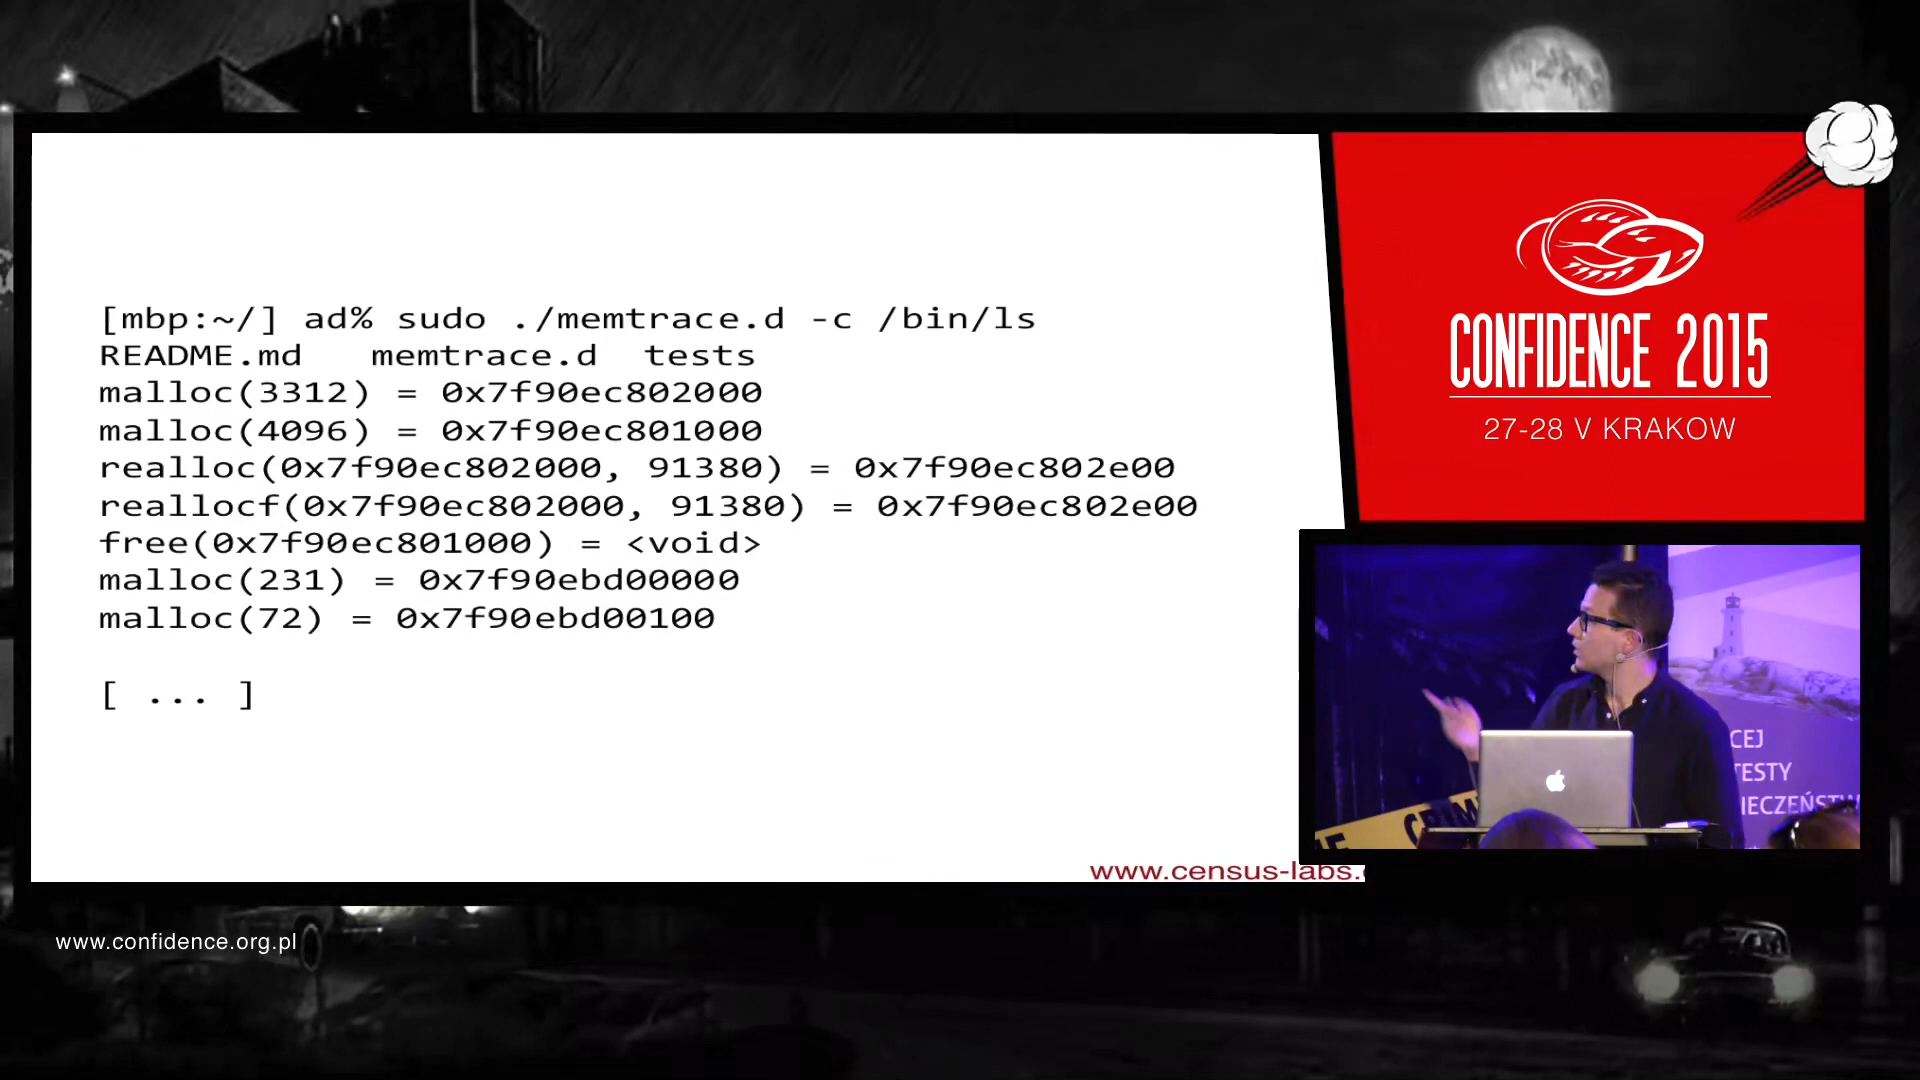 [mbp:~/] ad% sudo ./memtrace.d -c /bin/ls
README.md memtrace.d tests
malloc(3312) = 0x7f90ec802000
malloc(4096) = 0x7f90ec801000
realloc(0x7f90ec802000, 91380) = 0x7f90ec802e00
reallocf(0x7f90ec802000, 91380) = 0x7f90ec802e00
free(0x7f90ec801000) = <void>
malloc(231) = 0x7f90ebd00000
malloc(72) = 0x7f90ebd00100
[ ... ]
www.census-labs.
CONFIDENCE 2015
27-28 V KRAKOW
CEJ
TESTY
IECZEŃSTW
CRIM
www.confidence.org.pl